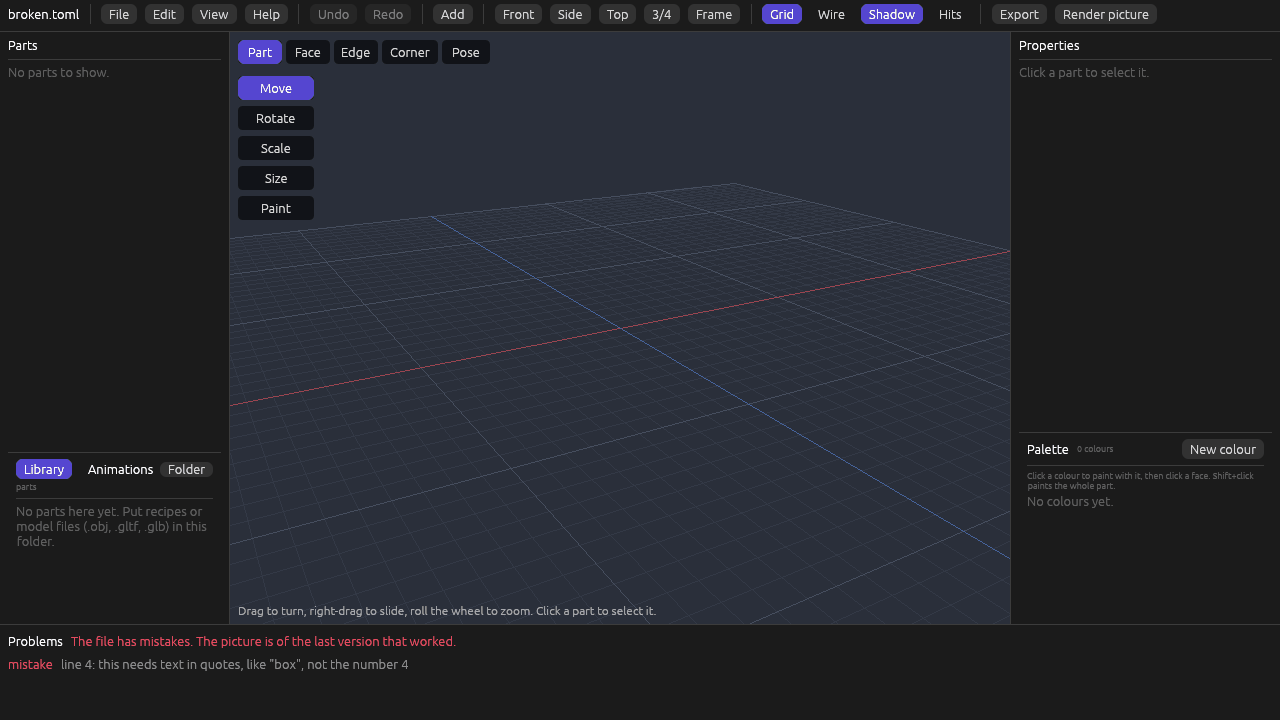 broken.toml File Edit View Help Undo Redo Add Front Side Top 3/4 Frame Grid Wire Shadow Hits Export Render picture
Parts
No parts to show.
Part Face Edge Corner Pose
Move
Rotate
Scale
Size
Paint
Drag to turn, right-drag to slide, roll the wheel to zoom. Click a part to select it.
Properties
Click a part to select it.
Library Animations Folder
parts
No parts here yet. Put recipes or
model files (.obj, .gltf, .glb) in this
folder.
Palette 0 colours New colour
Click a colour to paint with it, then click a face. Shift+click
paints the whole part.
No colours yet.
Problems The file has mistakes. The picture is of the last version that worked.
mistake line 4: this needs text in quotes, like "box", not the number 4